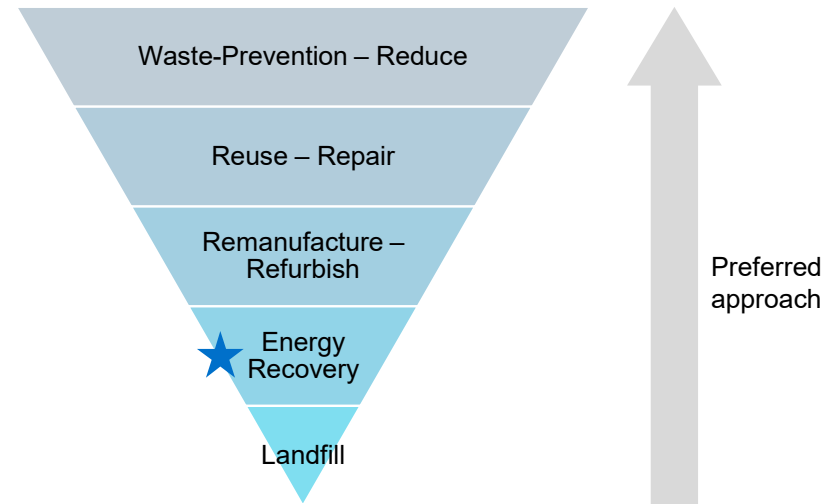 Waste-Prevention – Reduce
Reuse – Repair
Remanufacture –
Refurbish
Energy
Recovery
Landfill
Preferred
approach